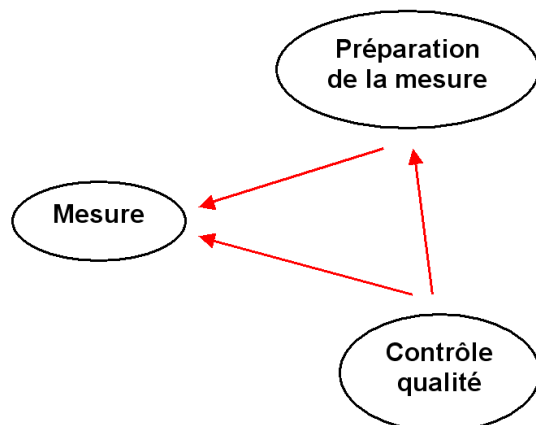 Préparation
de la mesure
Mesure
Contrôle
qualité